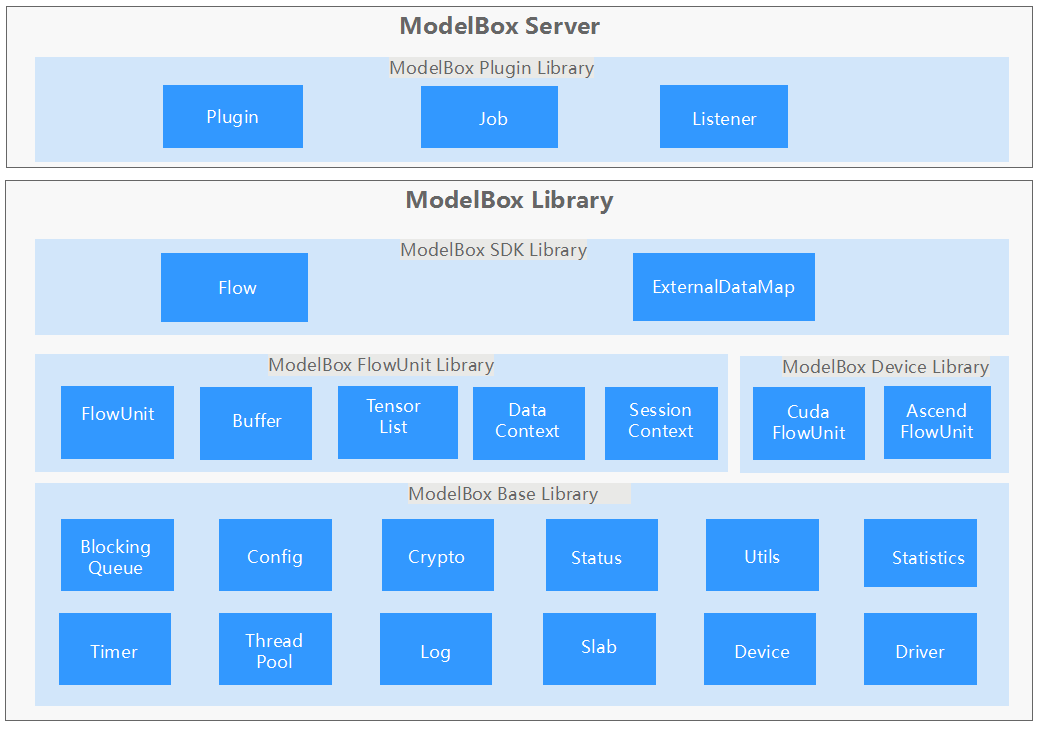 ModelBox Server
ModelBox Plugin Library
Plugin
Job
Listener
ModelBox Library
ModelBox SDK Library
Flow
ExternalDataMap
ModelBox FlowUnit Library
FlowUnit
Buffer
Tensor
List
Data
Context
Session
Context
ModelBox Device Library
Cuda
FlowUnit
Ascend
FlowUnit
ModelBox Base Library
Blocking
Queue
Config
Crypto
Status
Utils
Statistics
Timer
Thread
Pool
Log
Slab
Device
Driver